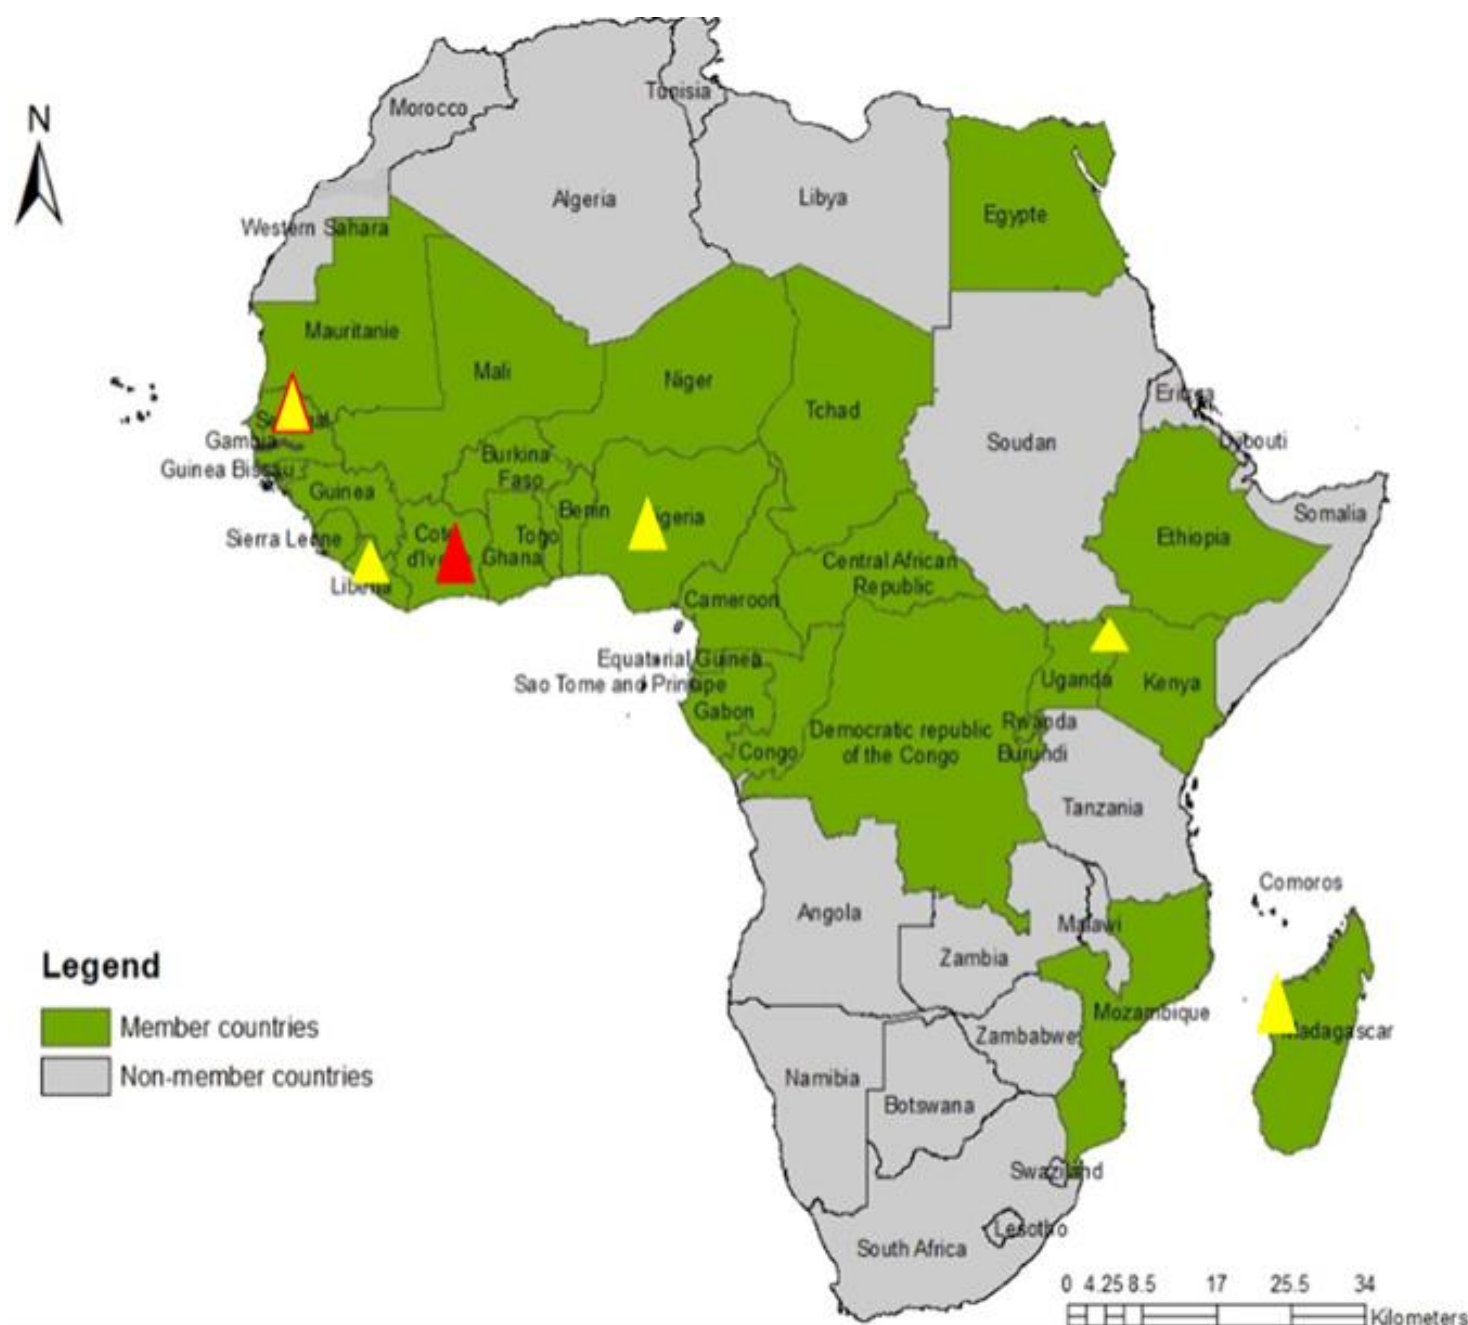 N
Tunisia
Morocco
Algeria
Libya
Egypte
Western Sahara
Mauritanie
Mali
Niger
Tchad
Soudan
Eritrea
Djibouti
Gambia
Guinea Bissau
Guinea
Burkina
Faso
Benin
Somalia
Sierra Leone
Togo
Ghana
Ethiopia
Central African
Republic
Cameroon
Equatorial Guinea
Sao Tome and Principe
Uganda
Kenya
Gabon
Rwanda
Democratic republic
of the Congo
Congo
Burundi
Tanzania
Comoros
Angola
Malawi
Zambia
Mozambique
Zambabwe
Madagascar
Namibia
Botswana
Swaziland
Lesotho
South Africa
Legend
Member countries
Non-member countries
0 4.25 8.5 17 25.5 34
Kilometers